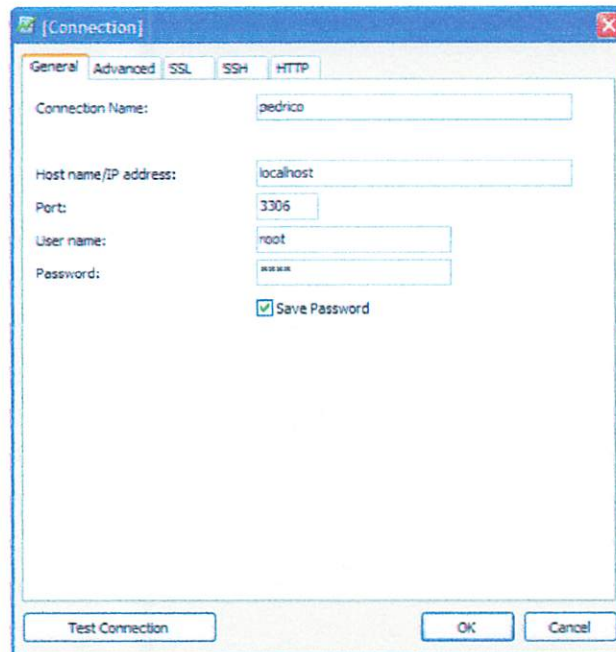 [Connection]
General Advanced SSL SSH HTTP
Connection Name: pedrico
Host name/IP address: localhost
Port: 3306
User name: root
Password: ****
Save Password
Test Connection OK Cancel